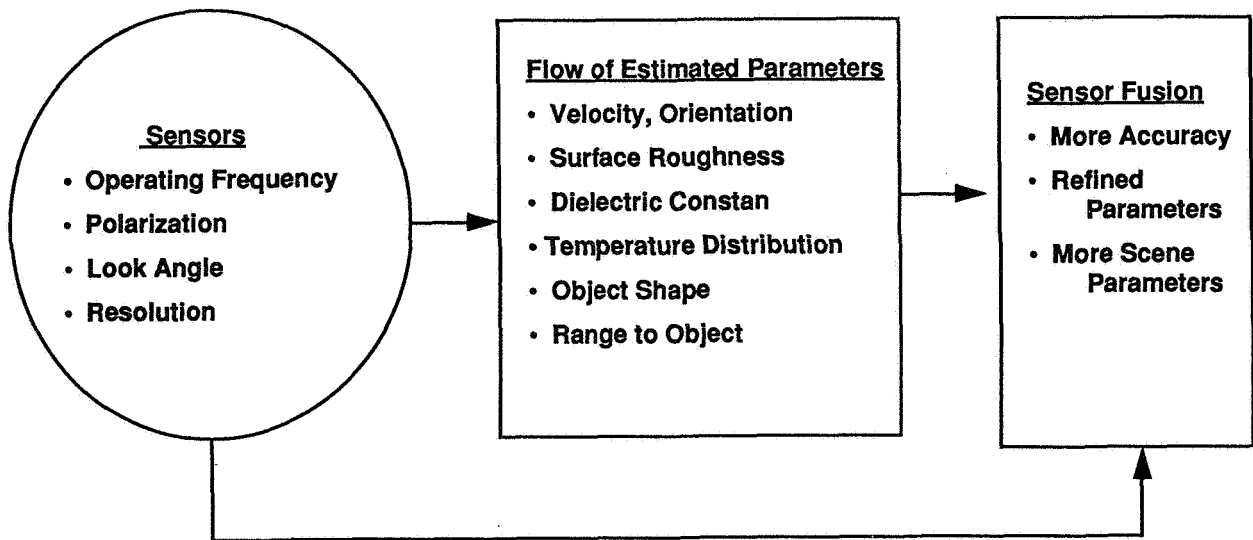 Sensors
• Operating Frequency
• Polarization
• Look Angle
• Resolution
Flow of Estimated Parameters
• Velocity, Orientation
• Surface Roughness
• Dielectric Constan
• Temperature Distribution
• Object Shape
• Range to Object
Sensor Fusion
• More Accuracy
• Refined
Parameters
• More Scene
Parameters